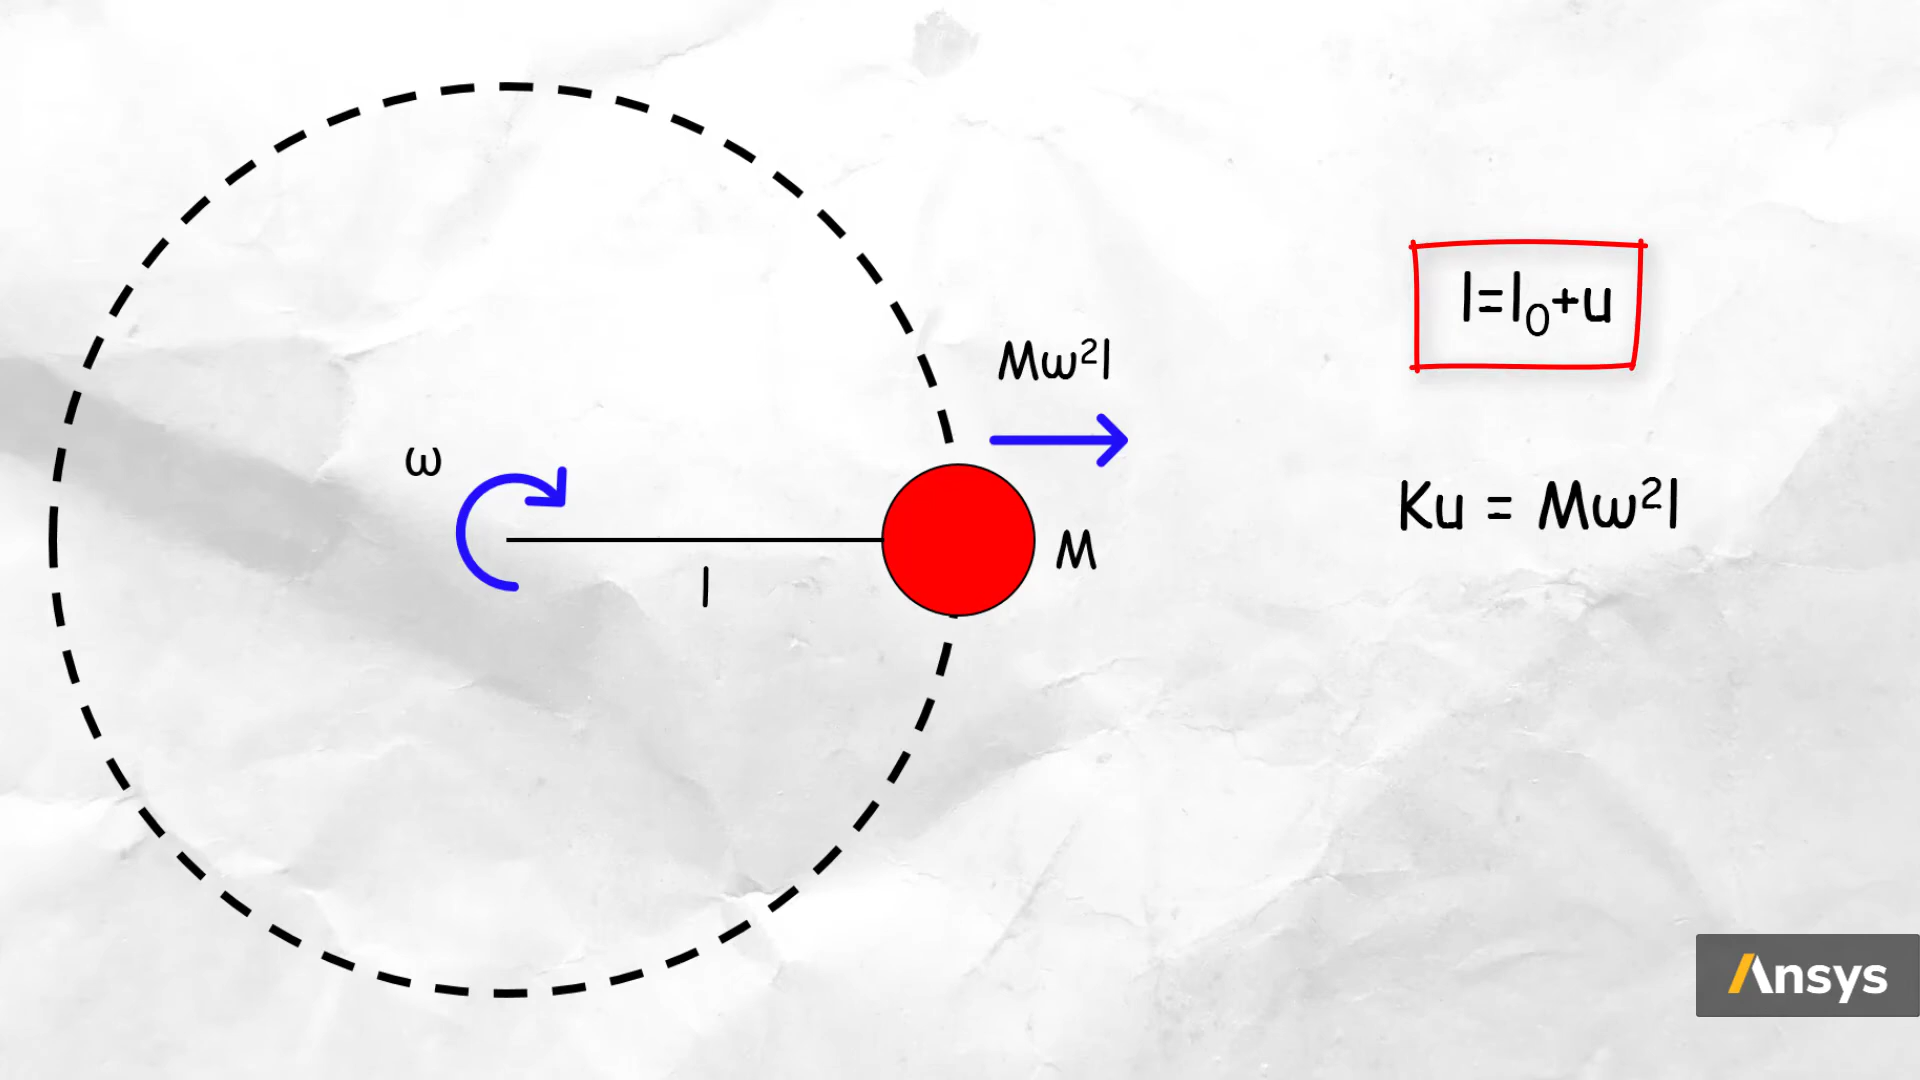 ω
l
Mω²l
M
l=l₀+u
Ku = Mω²l
Ansys